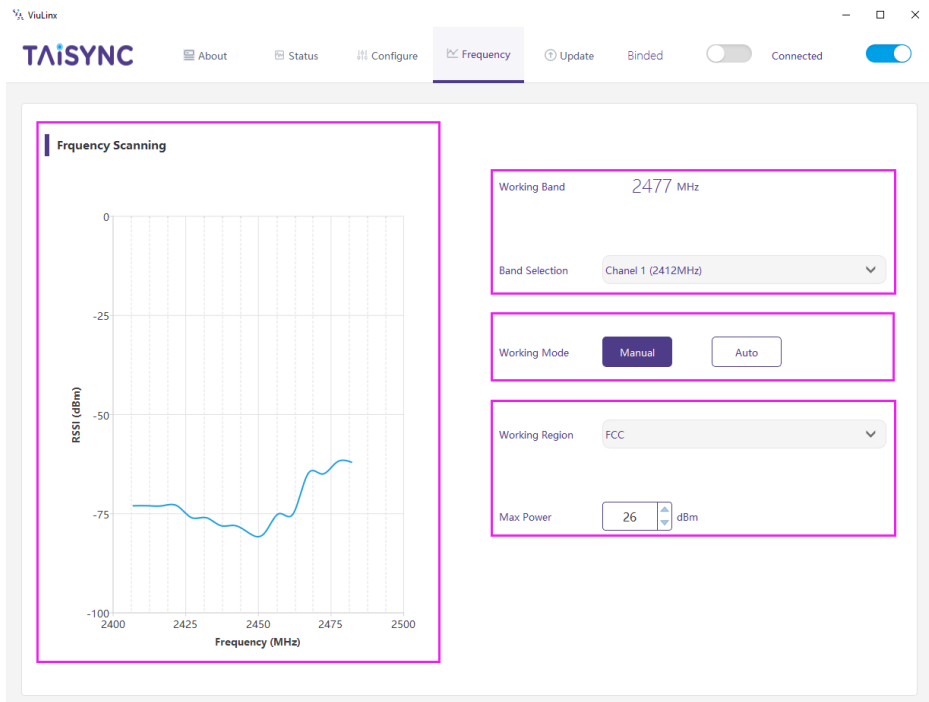 ViuLinx
TAiSYNC
About
Status
Configure
Frequency
Update
Binded
Connected
Frquency Scanning
0
-25
-50
-75
-100
RSSI (dBm)
2400
2425
2450
2475
2500
Frequency (MHz)
Working Band
2477 MHz
Band Selection
Chanel 1 (2412MHz)
Working Mode
Manual
Auto
Working Region
FCC
Max Power
26
dBm